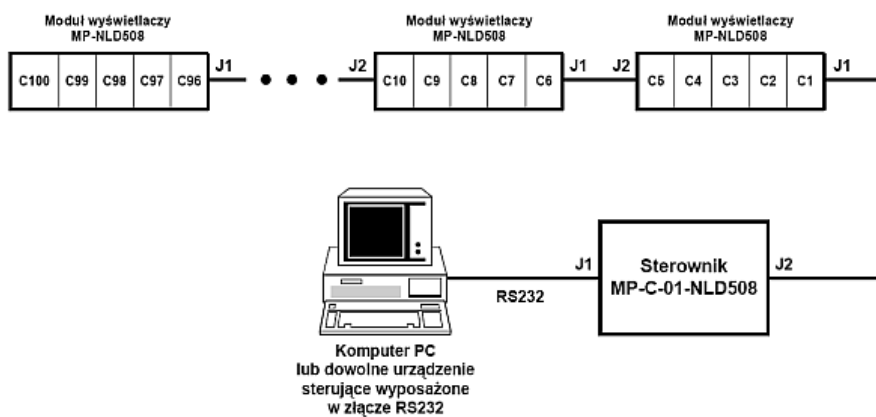 Moduł wyświetlaczy
MP-NLD508
Moduł wyświetlaczy
MP-NLD508
Moduł wyświetlaczy
MP-NLD508
C100 C99 C98 C97 C96 J1
J2 C10 C9 C8 C7 C6 J1
J2 C5 C4 C3 C2 C1 J1
RS232
J1
Sterownik
MP-C-01-NLD508
J2
Komputer PC
lub dowolne urządzenie
sterujące wyposażone
w złącze RS232